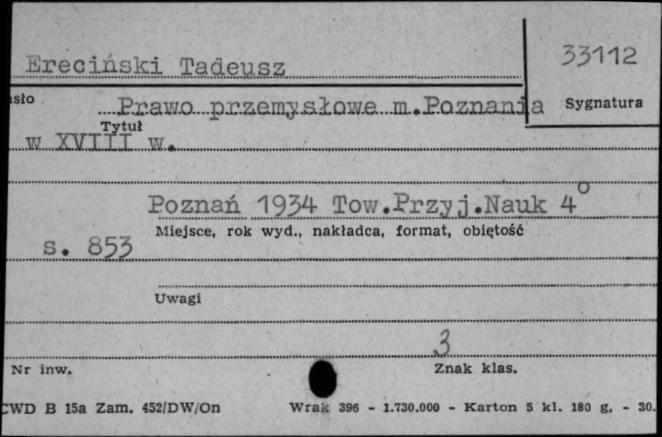 33112
Ereciński Tadeusz
sło Prawo przemysłowe m.Poznania Sygnatura
Tytuł
w XVIII w.
Poznań 1934 Tow.Przyj.Nauk 4°
Miejsce, rok wyd., nakładca, format, objętość
s. 853
Uwagi
3
Nr inw. Znak klas.
CWD B 15a Zam. 452/DW/On Wrak 396 - 1.730.000 - Karton 5 kl. 180 g. - 30.